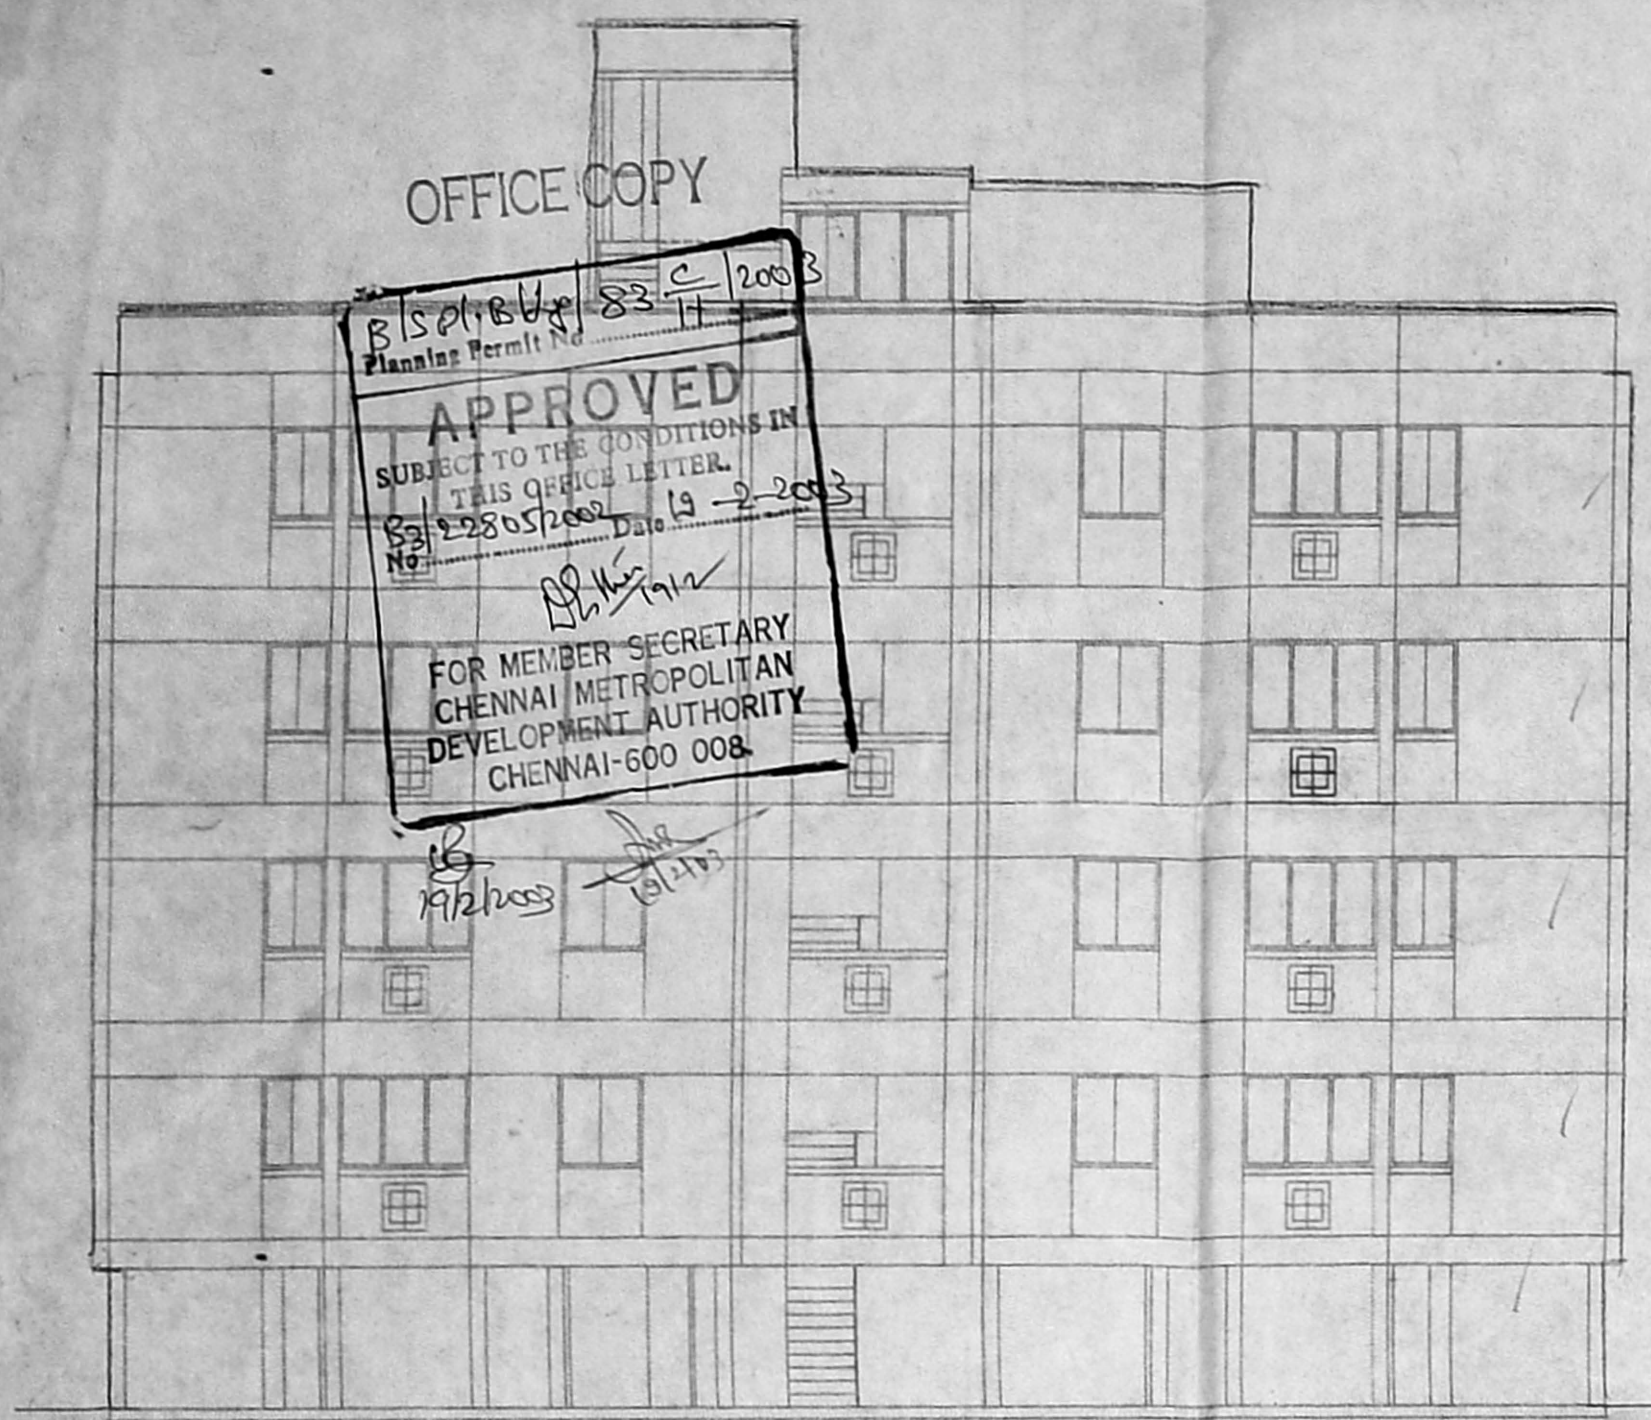 OFFICE COPY
B/Spl.Bldg/83 C/H/2003
Planning Permit No
APPROVED
SUBJECT TO THE CONDITIONS IN
THIS OFFICE LETTER.
B3/22805/2002 19-2-2003
No Date
19/2
FOR MEMBER SECRETARY
CHENNAI METROPOLITAN
DEVELOPMENT AUTHORITY
CHENNAI-600 008.
19/2/2003
19/2/03